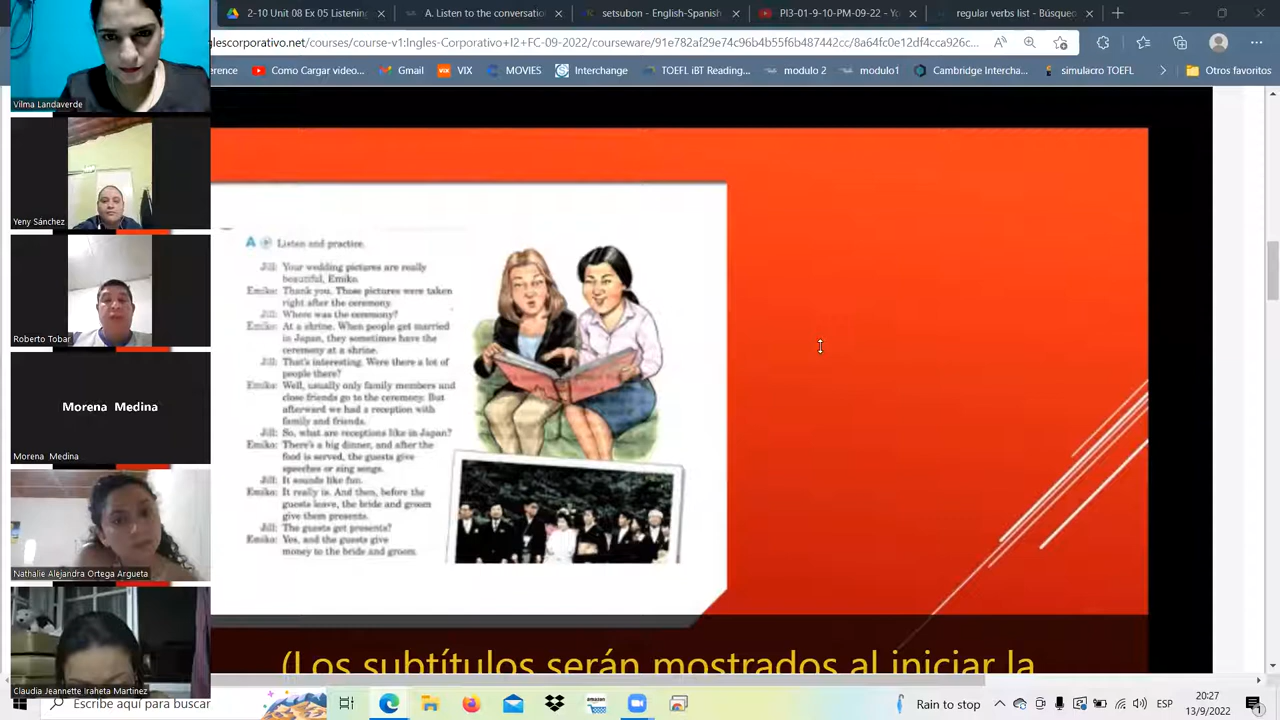 2-10 Unit 08 Ex 05 Listening.mp3
A. Listen to the conversation
setsubon - English-Spanish
PI3-01-9-10-PM-09-22 - Yo
regular verbs list - Búsque
glescorporativo.net/courses/course-v1:Ingles-Corporativo+I2+FC-09-2022/courseware/91e782af29e74c96b4b55f6b487442cc/8a64fc0e12df4cca926c...
erence
Como Cargar video...
Gmail
VIX
MOVIES
Interchange
TOEFL iBT Reading...
modulo 2
modulo1
Cambridge Intercha...
simulacro TOEFL
Otros favoritos
Vilma Landaverde
Yeny Sánchez
Roberto Tobar
Morena Medina
Morena Medina
Nathalie Alejandra Ortega Argueta
Claudia Jeannette Iraheta Martinez
A Listen and practice.
Jill: Your wedding pictures are really
beautiful, Emiko.
Emiko: Thank you. Those pictures were taken
right after the ceremony.
Jill: Where was the ceremony?
Emiko: At a shrine. When people get married
in Japan, they sometimes have the
ceremony at a shrine.
Jill: That's interesting. Were there a lot of
people there?
Emiko: Well, usually only family members and
close friends go to the ceremony. But
afterward we had a reception with
family and friends.
Jill: So, what are receptions like in Japan?
Emiko: There's a big dinner, and after the
food is served, the guests give
speeches or sing songs.
Jill: It sounds like fun.
Emiko: It really is. And then, before the
guests leave, the bride and groom
give them presents.
Jill: The guests get presents?
Emiko: Yes, and the guests give
money to the bride and groom.
(Los subtítulos serán mostrados al iniciar la
Escribe aquí para buscar
Rain to stop
ESP
20:27
13/9/2022